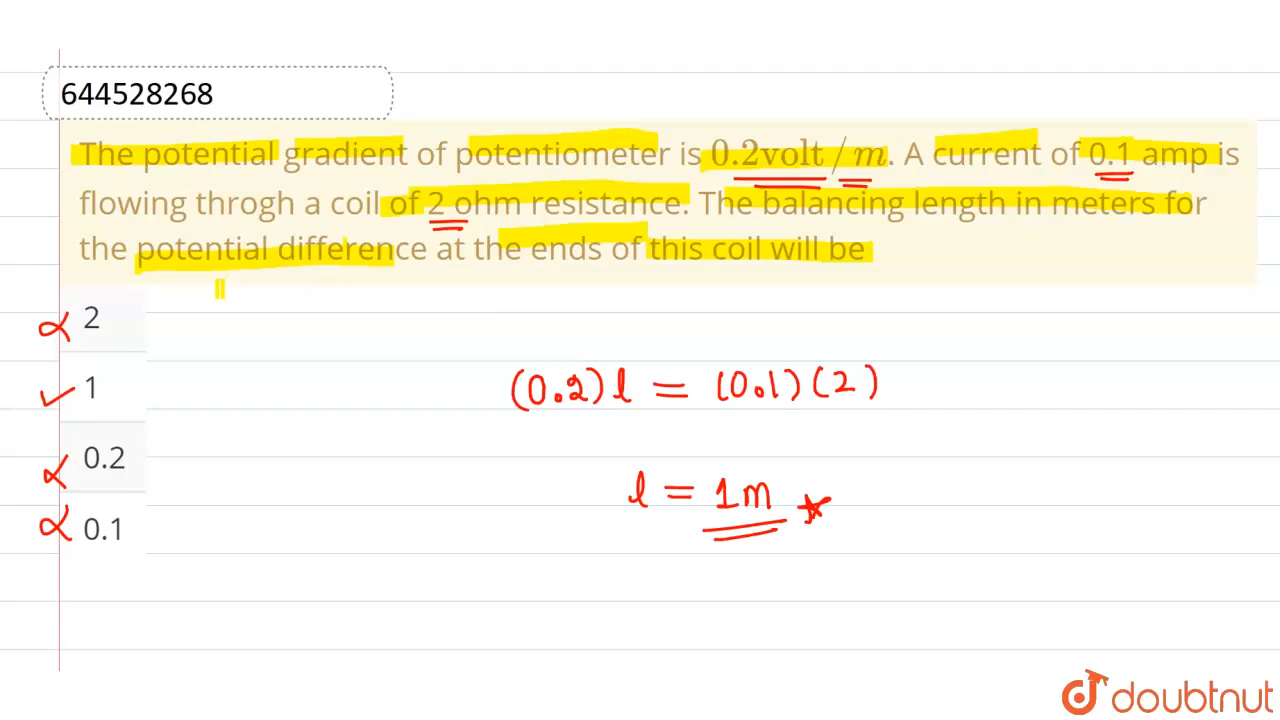 644528268
The potential gradient of potentiometer is 0.2volt/m. A current of 0.1 amp is
flowing throgh a coil of 2 ohm resistance. The balancing length in meters for
the potential difference at the ends of this coil will be
2
1
(0.2) l = (0.1) (2)
0.2
l = 1m
0.1
doubtnut